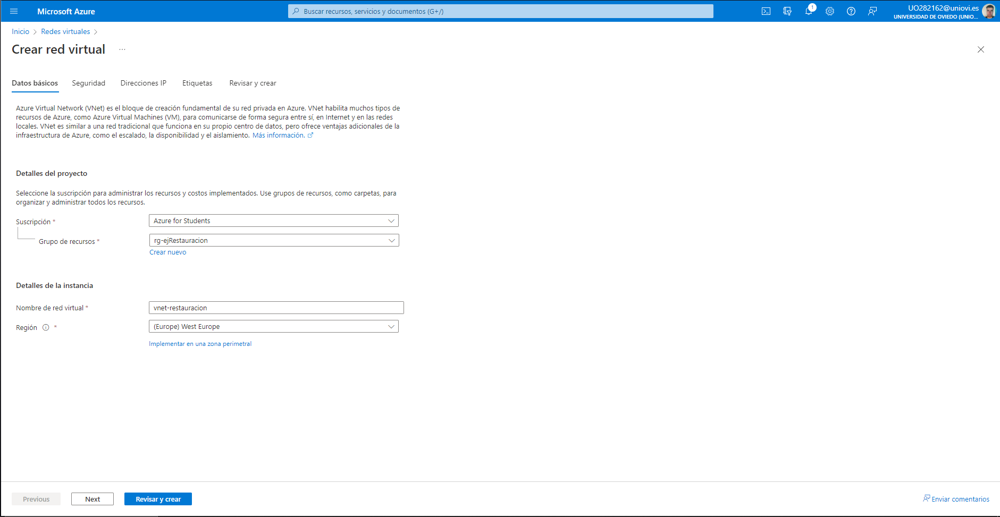 Microsoft Azure
Buscar recursos, servicios y documentos (G+/)
1
UO282162@uniovi.es
UNIVERSIDAD DE OVIEDO (UNIO...
Inicio > Redes virtuales >
Crear red virtual ...
Datos básicos Seguridad Direcciones IP Etiquetas Revisar y crear
Azure Virtual Network (VNet) es el bloque de creación fundamental de su red privada en Azure. VNet habilita muchos tipos de
recursos de Azure, como Azure Virtual Machines (VM), para comunicarse de forma segura entre sí, en Internet y en las redes
locales. VNet es similar a una red tradicional que funciona en su propio centro de datos, pero ofrece ventajas adicionales de la
infraestructura de Azure, como el escalado, la disponibilidad y el aislamiento. Más información.
Detalles del proyecto
Seleccione la suscripción para administrar los recursos y costos implementados. Use grupos de recursos, como carpetas, para
organizar y administrar todos los recursos.
Suscripción * Azure for Students
Grupo de recursos * rg-ejRestauracion
Crear nuevo
Detalles de la instancia
Nombre de red virtual * vnet-restauracion
Región * (Europe) West Europe
Implementar en una zona perimetral
Previous Next Revisar y crear Enviar comentarios